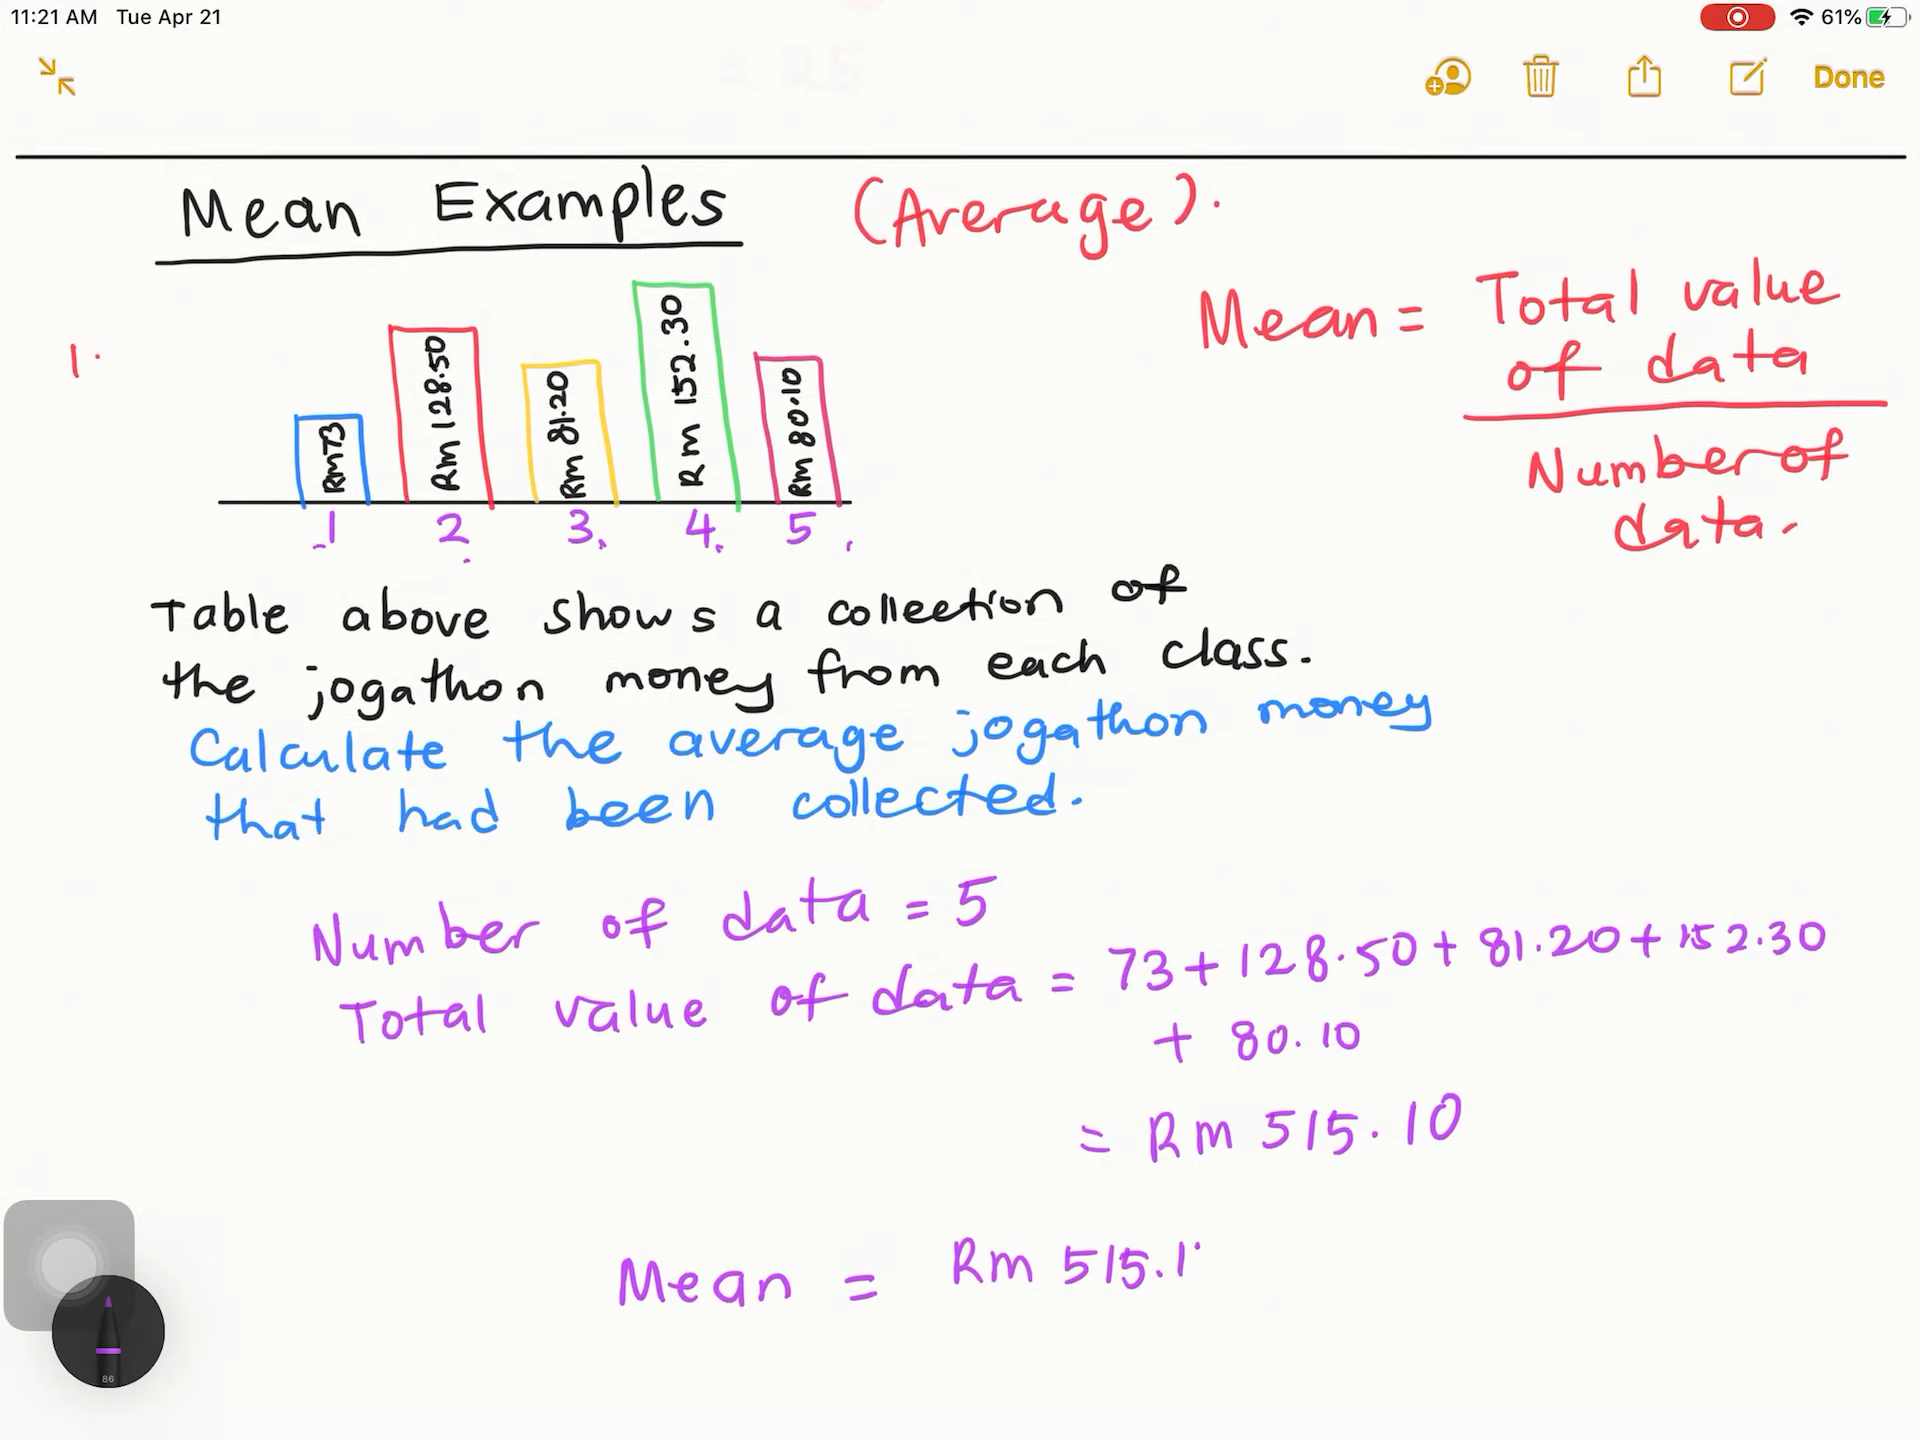 11:21 AM Tue Apr 21
61%
= 25
Done
Mean Examples (Average).
Mean = Total value of data
Number of data.
1.
Rm73
Rm 128.50
Rm 81.20
Rm 152.30
Rm 80.10
1 2 3 4 5
Table above shows a collection of
the jogathon money from each class.
Calculate the average jogathon money
that had been collected.
Number of data = 5
Total value of data = 73 + 128.50 + 81.20 + 152.30
+ 80.10
= Rm 515.10
Mean = Rm 515.1
86